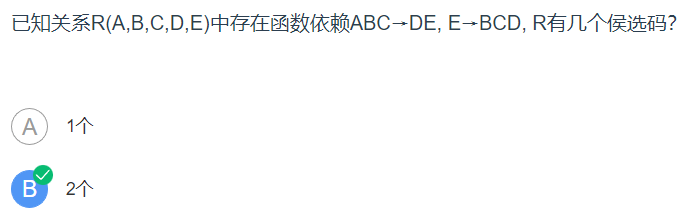 已知关系R(A,B,C,D,E)中存在函数依赖ABC→DE, E→BCD, R有几个侯选码?
A 1个
B 2个